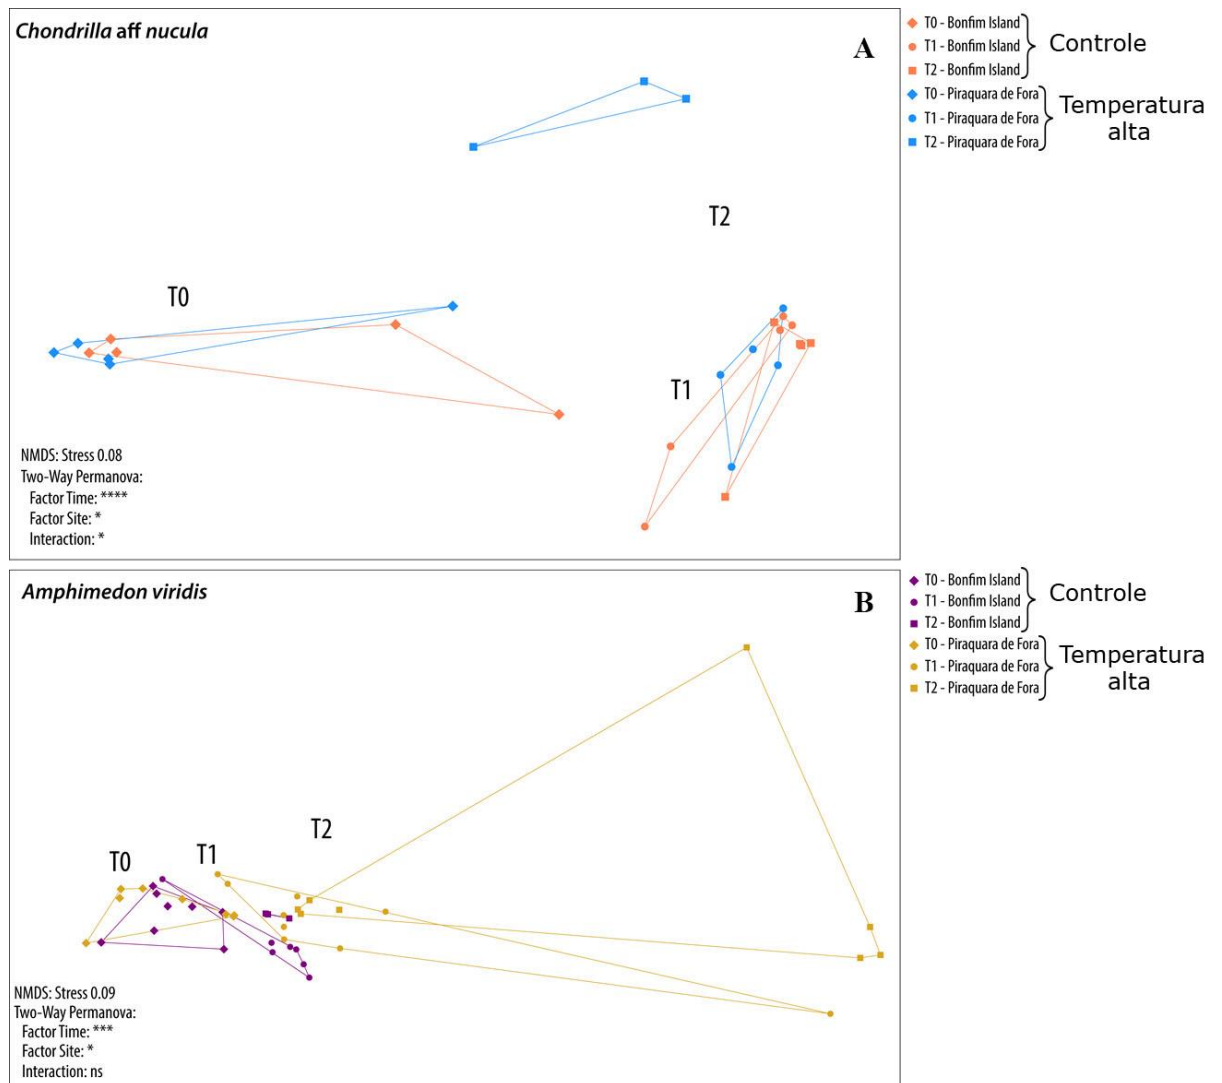 Chondrilla aff nucula
A
T0 - Bonfim Island
T1 - Bonfim Island
T2 - Bonfim Island
Controle
T0 - Piraquara de Fora
T1 - Piraquara de Fora
T2 - Piraquara de Fora
Temperatura
alta
T2
T0
T1
NMDS: Stress 0.08
Two-Way Permanova:
Factor Time: ****
Factor Site: *
Interaction: *
Amphimedon viridis
B
T0 - Bonfim Island
T1 - Bonfim Island
T2 - Bonfim Island
Controle
T0 - Piraquara de Fora
T1 - Piraquara de Fora
T2 - Piraquara de Fora
Temperatura
alta
T2
T1
T0
NMDS: Stress 0.09
Two-Way Permanova:
Factor Time: ***
Factor Site: *
Interaction: ns